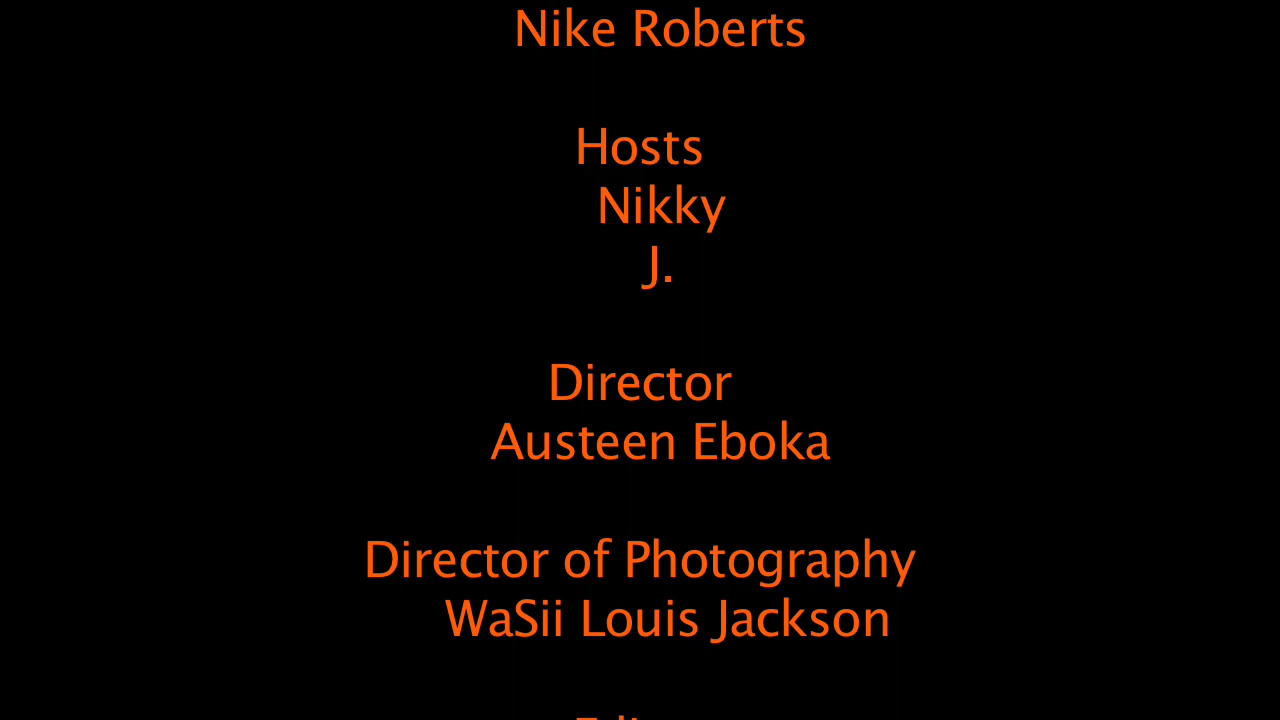 Nike Roberts
Hosts
Nikky
J.
Director
Austeen Eboka
Director of Photography
WaSii Louis Jackson